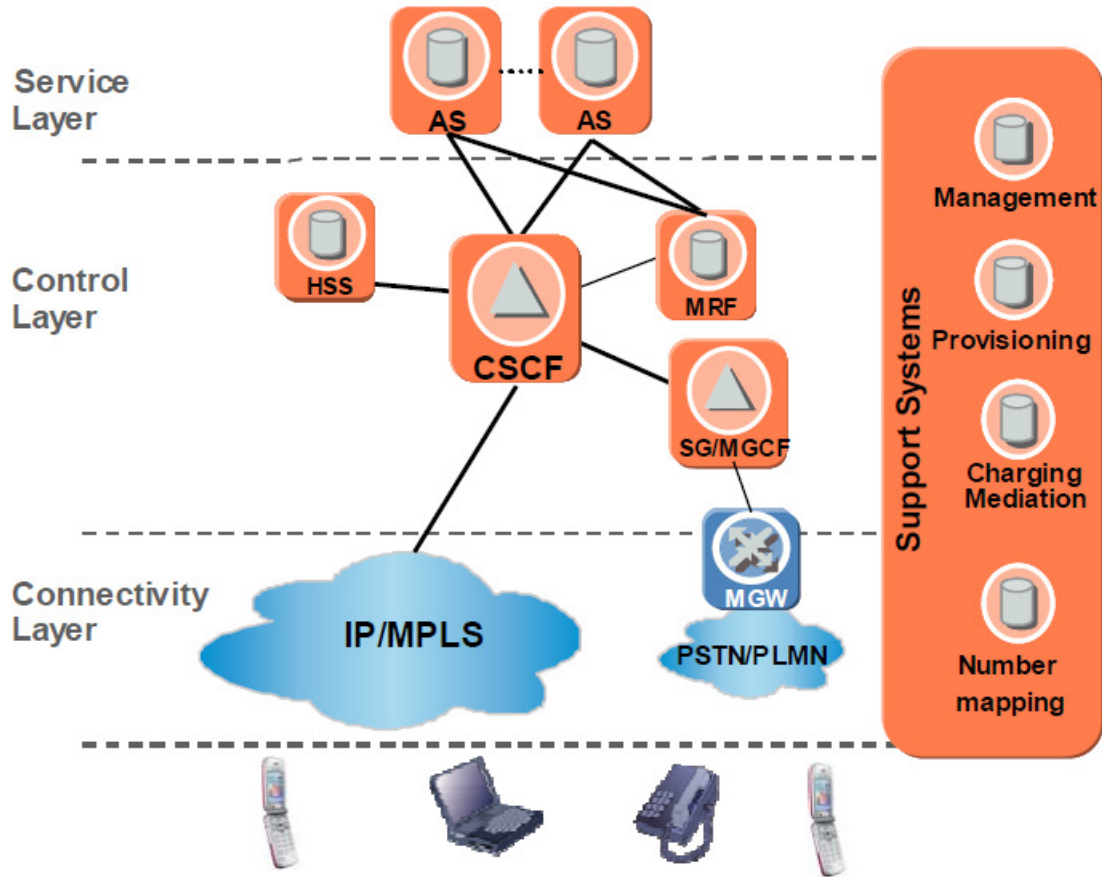 Service
Layer
AS
AS
Control
Layer
HSS
CSCF
MRF
SG/MGCF
Connectivity
Layer
MGW
IP/MPLS
PSTN/PLMN
Support Systems
Management
Provisioning
Charging
Mediation
Number
mapping